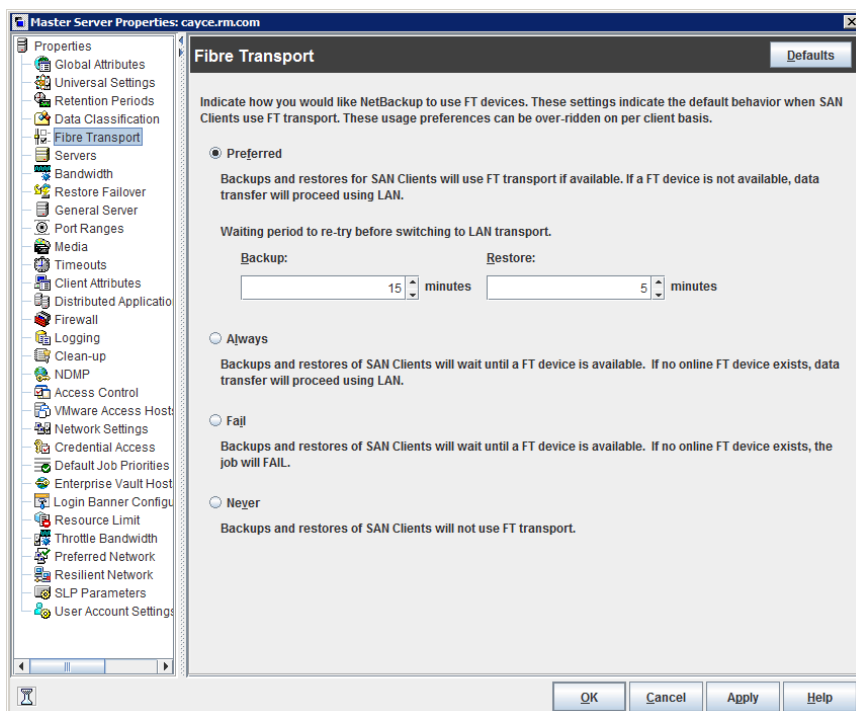 Master Server Properties: cayce.rm.com
Properties
Global Attributes
Universal Settings
Retention Periods
Data Classification
Fibre Transport
Servers
Bandwidth
Restore Failover
General Server
Port Ranges
Media
Timeouts
Client Attributes
Distributed Applicatio
Firewall
Logging
Clean-up
NDMP
Access Control
VMware Access Hosts
Network Settings
Credential Access
Default Job Priorities
Enterprise Vault Host
Login Banner Configu
Resource Limit
Throttle Bandwidth
Preferred Network
Resilient Network
SLP Parameters
User Account Settings
Fibre Transport
Defaults
Indicate how you would like NetBackup to use FT devices. These settings indicate the default behavior when SAN
Clients use FT transport. These usage preferences can be over-ridden on per client basis.
Preferred
Backups and restores for SAN Clients will use FT transport if available. If a FT device is not available, data
transfer will proceed using LAN.
Waiting period to re-try before switching to LAN transport.
Backup: Restore:
15 minutes 5 minutes
Always
Backups and restores of SAN Clients will wait until a FT device is available. If no online FT device exists, data
transfer will proceed using LAN.
Fail
Backups and restores of SAN Clients will wait until a FT device is available. If no online FT device exists, the
job will FAIL.
Never
Backups and restores of SAN Clients will not use FT transport.
OK Cancel Apply Help